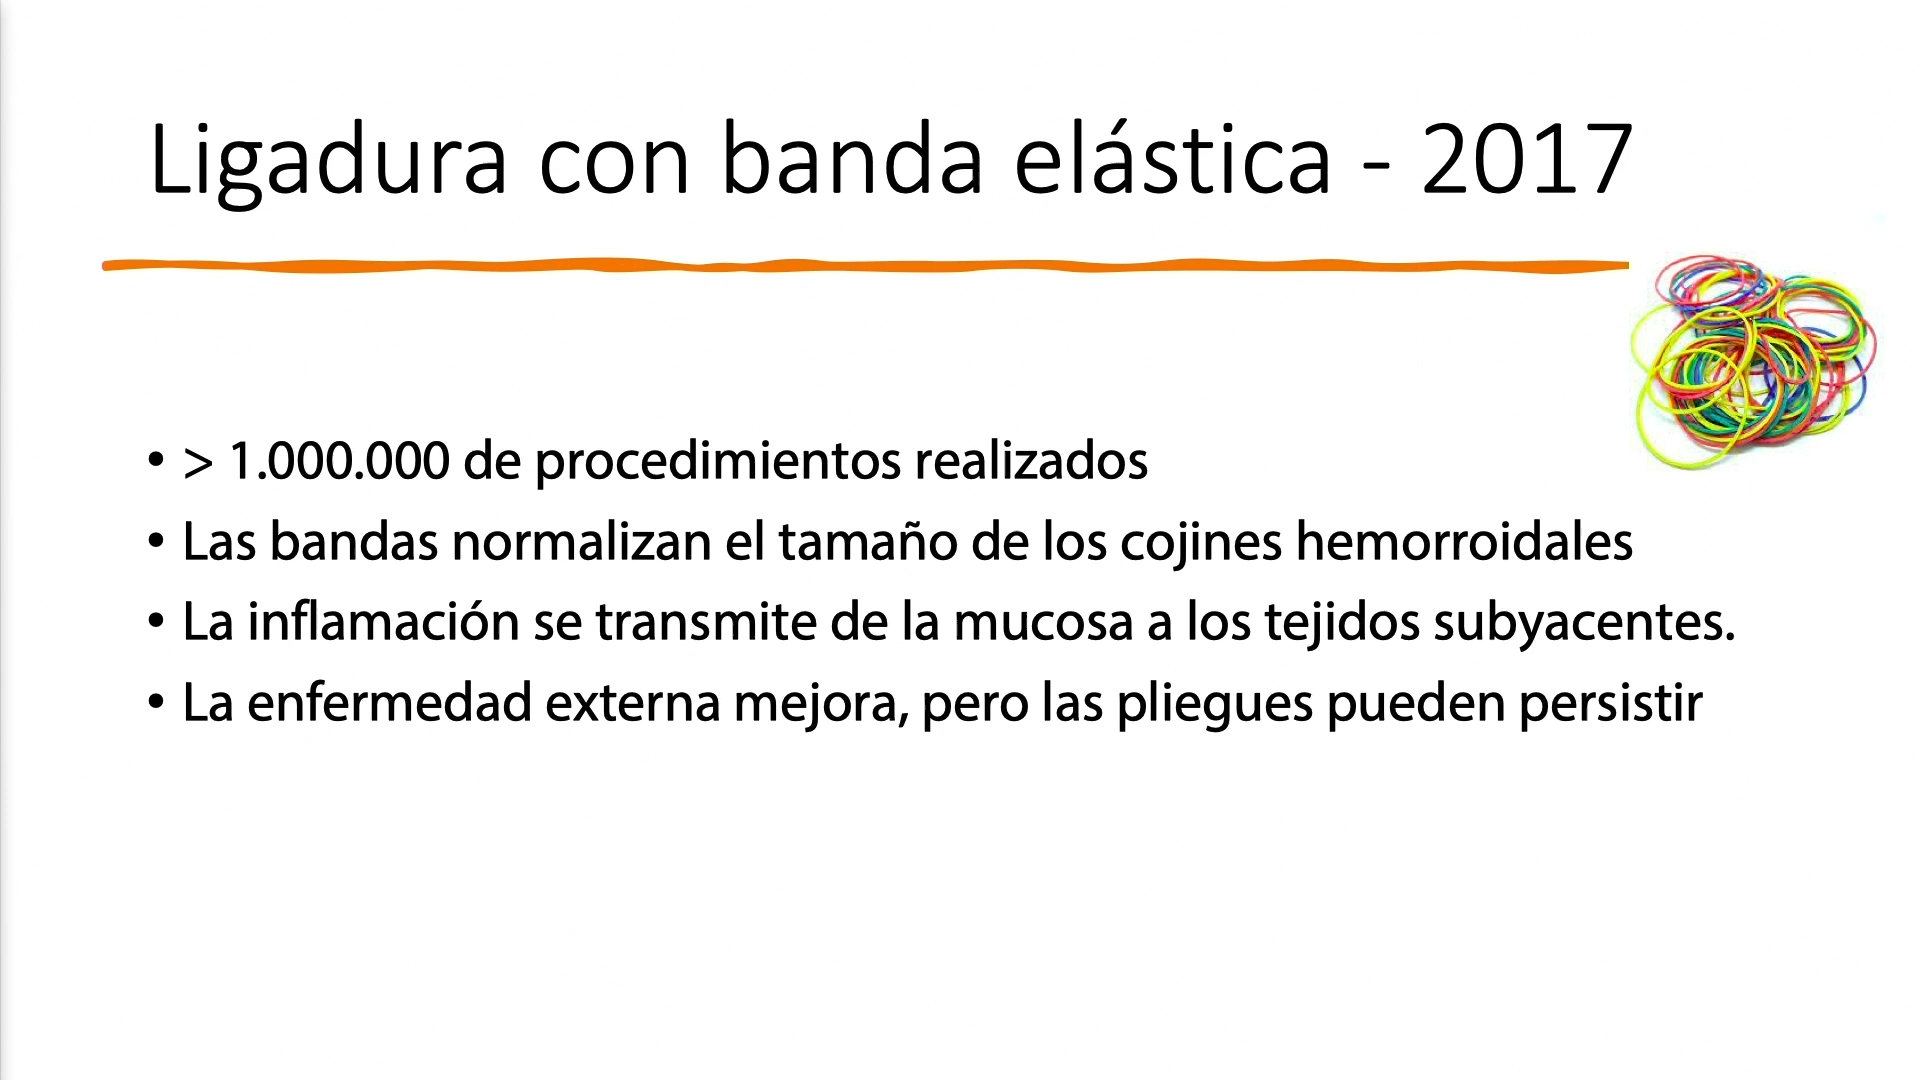 Ligadura con banda elástica - 2017
• > 1.000.000 de procedimientos realizados
• Las bandas normalizan el tamaño de los cojines hemorroidales
• La inflamación se transmite de la mucosa a los tejidos subyacentes.
• La enfermedad externa mejora, pero las pliegues pueden persistir